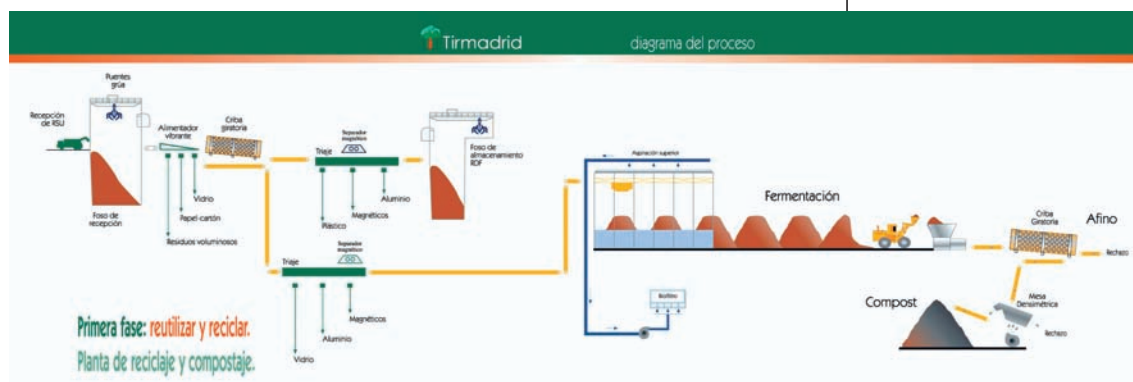 Tirmadrid
diagrama del proceso
Puentes
grúa
Recepción
de RSU
Alimentador
vibrante
Criba
giratoria
Separador
magnético
Triaje
Foso de
almacenamiento
RDF
Vidrio
Papel-cartón
Residuos voluminosos
Foso de
recepción
Aluminio
Magnéticos
Plástico
Separador
magnético
Triaje
Magnéticos
Aluminio
Vidrio
Aspiración superior
Fermentación
Biofiltro
Criba
Giratoria
Afino
Rechazo
Mesa
Densimétrica
Rechazo
Compost
Primera fase: reutilizar y reciclar.
Planta de reciclaje y compostaje.